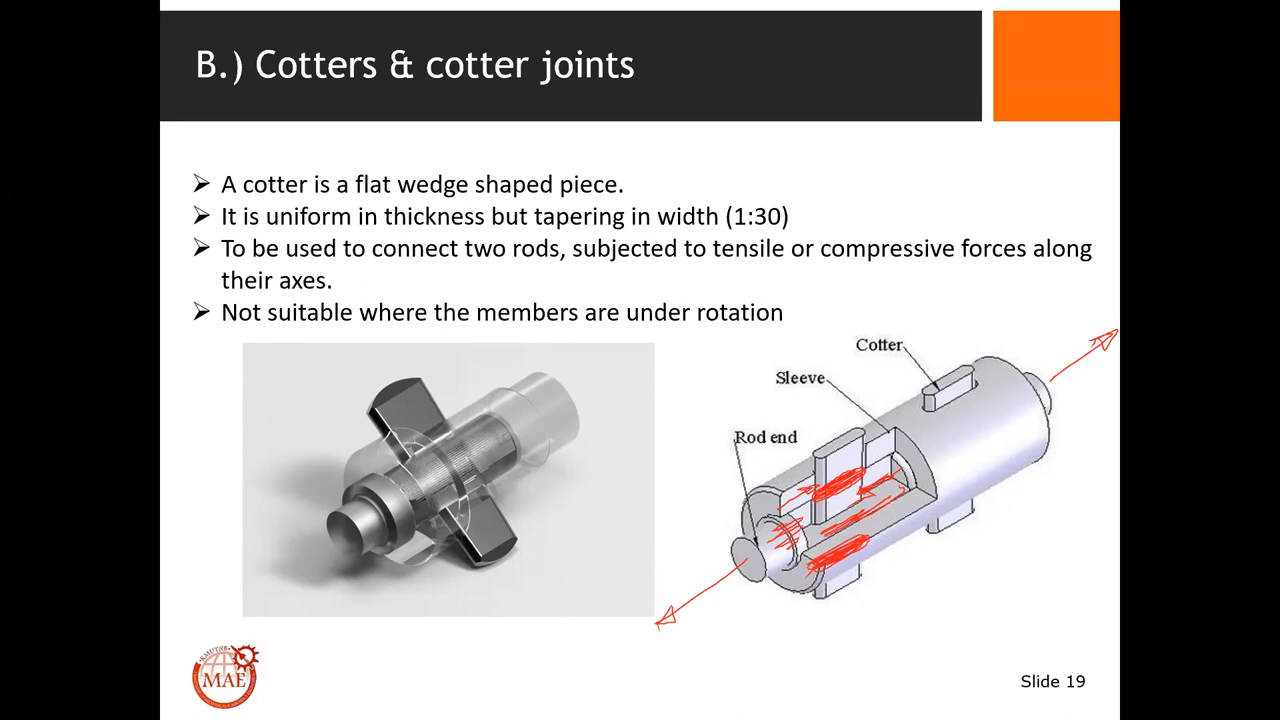 B.) Cotters & cotter joints
➢ A cotter is a flat wedge shaped piece.
➢ It is uniform in thickness but tapering in width (1:30)
➢ To be used to connect two rods, subjected to tensile or compressive forces along
their axes.
➢ Not suitable where the members are under rotation
Cotter
Sleeve
Rod end
KMUTNB
MAE
Slide 19